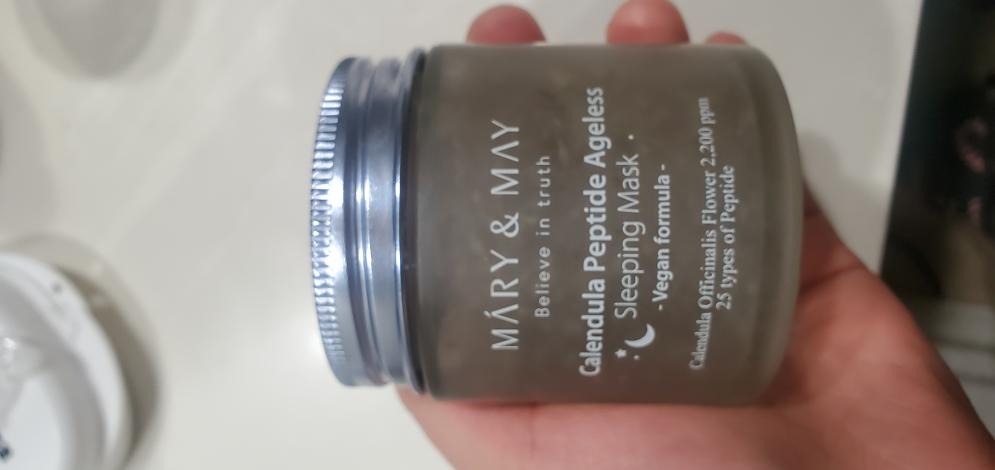 MÁRY & MAY
Believe in truth
Calendula Peptide Ageless
Sleeping Mask
- Vegan formula -
Calendula Officinalis Flower 2,200 ppm
25 types of Peptide